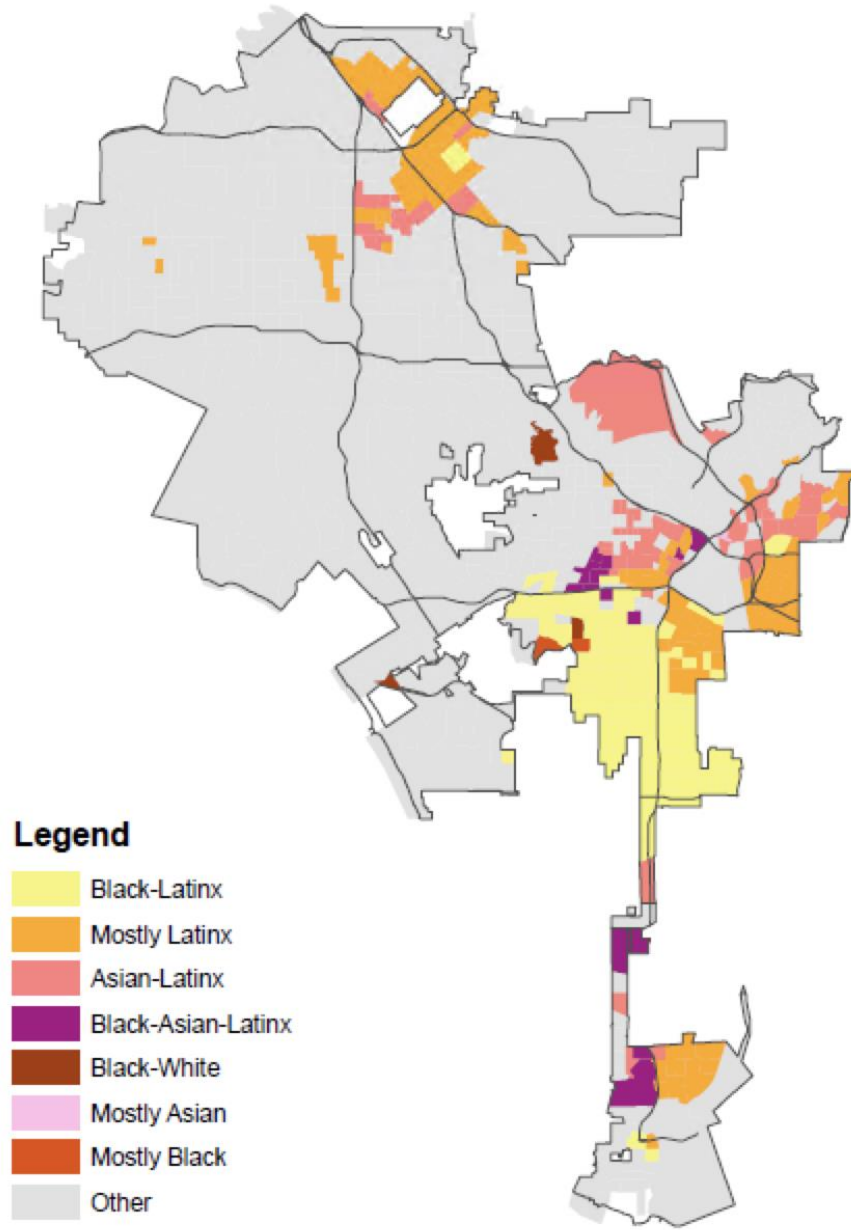 Legend
Black-Latinx
Mostly Latinx
Asian-Latinx
Black-Asian-Latinx
Black-White
Mostly Asian
Mostly Black
Other